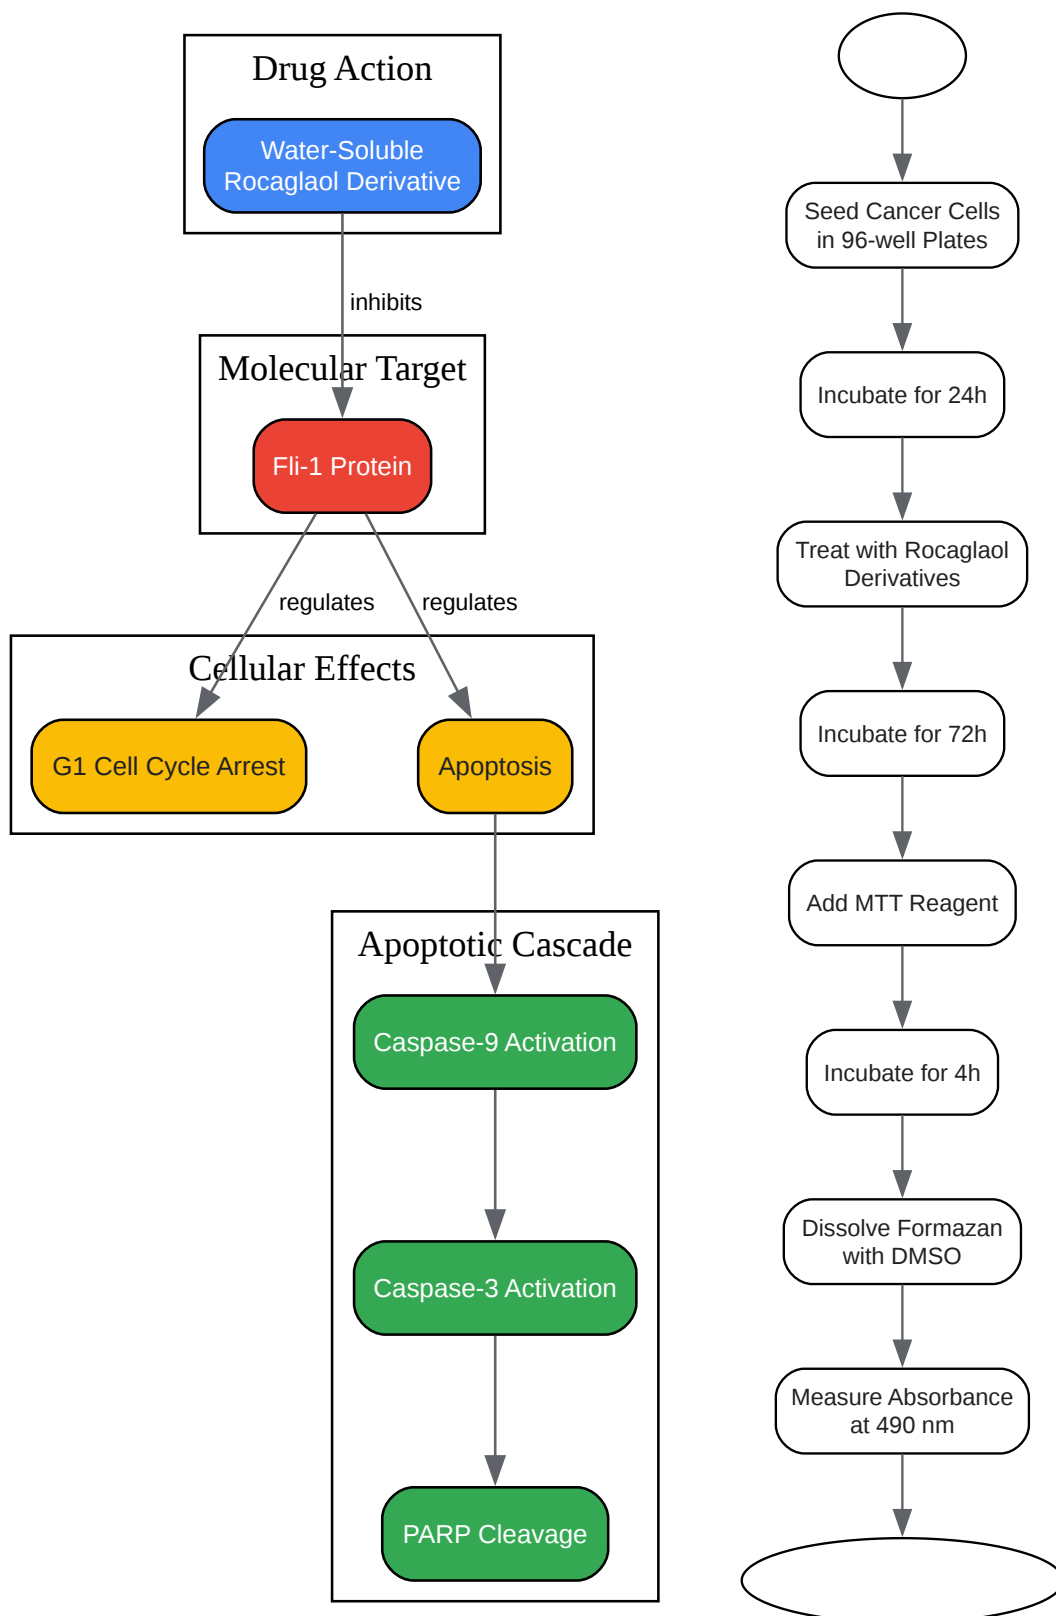 Drug Action
Water-Soluble
Rocaglaol Derivative
inhibits
Molecular Target
Fli-1 Protein
regulates
regulates
Cellular Effects
G1 Cell Cycle Arrest
Apoptosis
Apoptotic Cascade
Caspase-9 Activation
Caspase-3 Activation
PARP Cleavage
Seed Cancer Cells
in 96-well Plates
Incubate for 24h
Treat with Rocaglaol
Derivatives
Incubate for 72h
Add MTT Reagent
Incubate for 4h
Dissolve Formazan
with DMSO
Measure Absorbance
at 490 nm